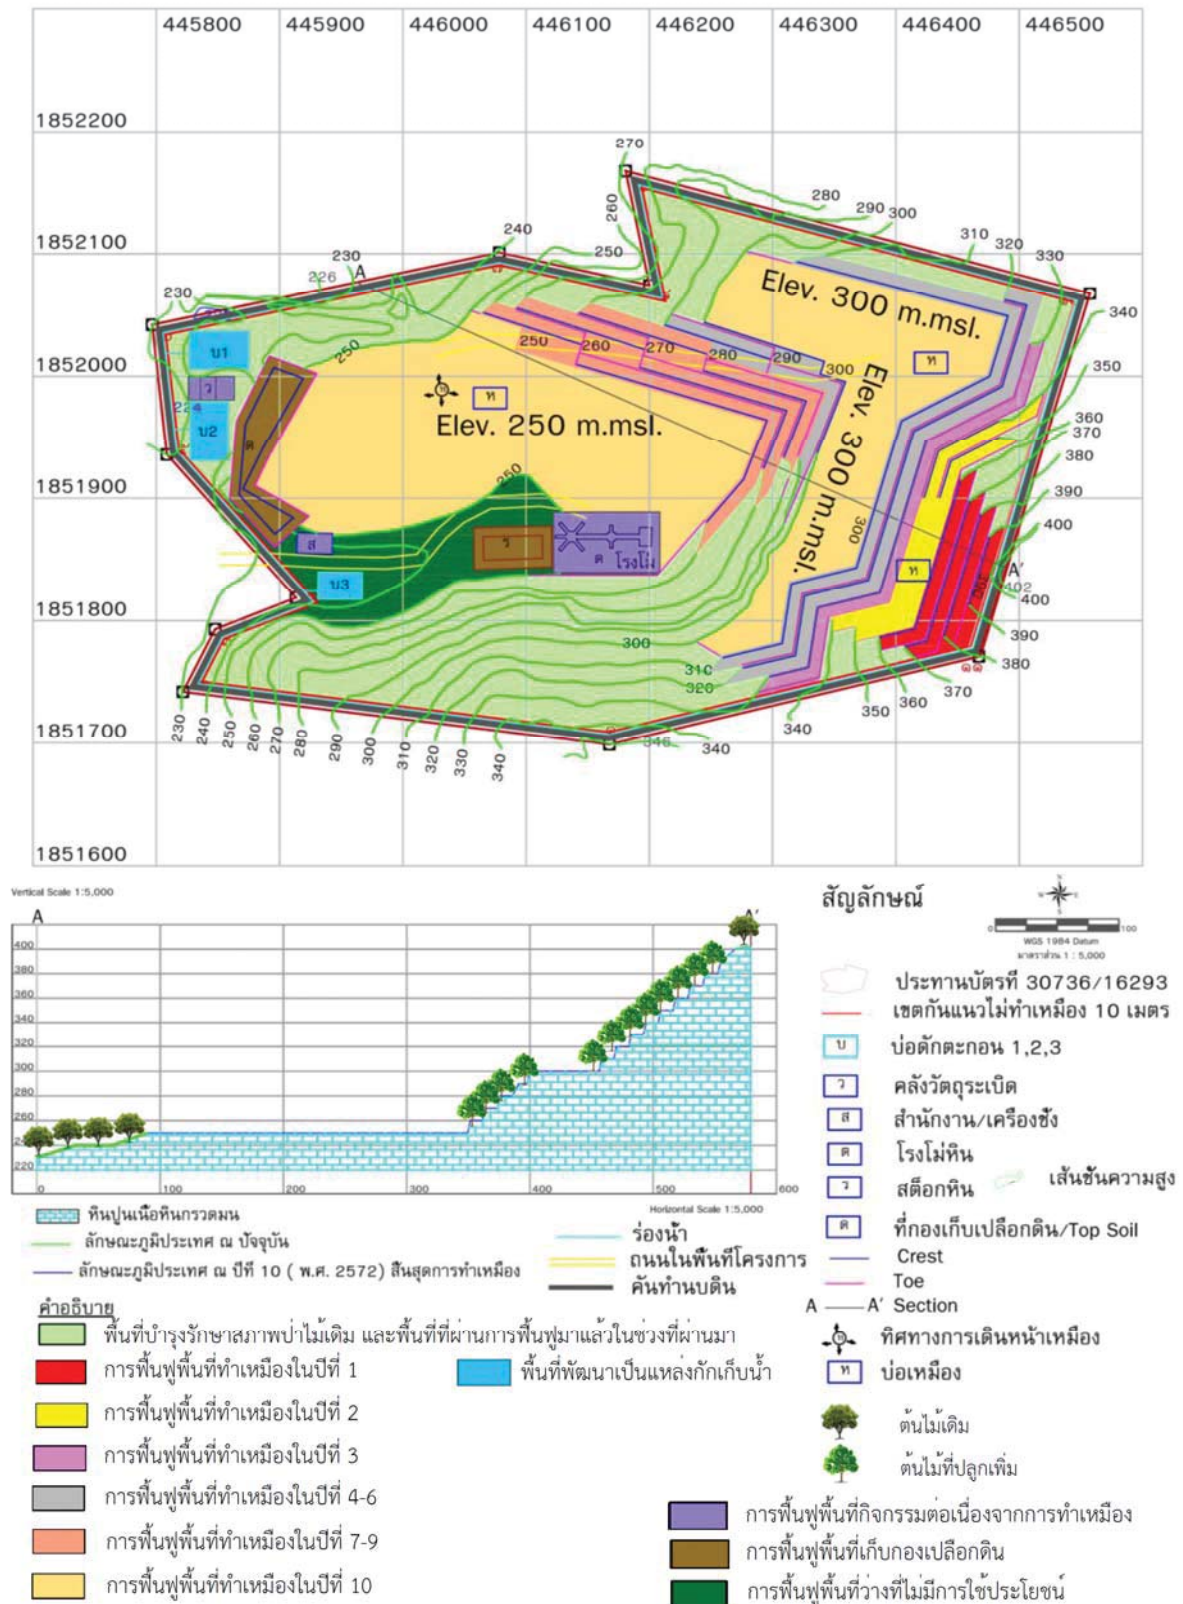 445800 445900 446000 446100 446200 446300 446400 446500
1852200
270
280
290 300
260
1852100
240
250
310
320
330
230
A
226
340
230
Elev. 300 m.msl.
บ1
250
250 260 270 280 290 300
ท
350
1852000
ว
ท
224
Elev. 250 m.msl.
Elev. 300 m.msl.
360
370
บ2
ด
380
1851900
250
390
300
400
ส
ว
ด โรงโม่
ท
A'
บ3
390
402
400
1851800
300
390
310
380
320
370
360
350
340
230 240 250 260 270 280 290 300 310 320 330 340
346
340
1851700
1851600
Vertical Scale 1:5,000
A
A'
400
380
360
340
320
300
280
260
240
220
0 100 200 300 400 500 600
Horizontal Scale 1:5,000
หินปูนเนื้อหินกรวดมน
ลักษณะภูมิประเทศ ณ ปัจจุบัน
ลักษณะภูมิประเทศ ณ ปีที่ 10 ( พ.ศ. 2572) สิ้นสุดการทำเหมือง
ร่องน้ำ
ถนนในพื้นที่โครงการ
คันทำนบดิน
สัญลักษณ์
N
W E
S
0 100
WGS 1984 Datum
มาตราส่วน 1 : 5,000
ประทานบัตรที่ 30736/16293
เขตกันแนวไม่ทำเหมือง 10 เมตร
บ บ่อดักตะกอน 1,2,3
ว คลังวัตถุระเบิด
ส สำนักงาน/เครื่องชั่ง
ด โรงโม่หิน
ว สต็อกหิน
เส้นชั้นความสูง
ด ที่กองเก็บเปลือกดิน/Top Soil
Crest
Toe
A A' Section
ทิศทางการเดินหน้าเหมือง
ท บ่อเหมือง
ต้นไม้เดิม
ต้นไม้ที่ปลูกเพิ่ม
คำอธิบาย
พื้นที่บำรุงรักษาสภาพป่าไม้เดิม และพื้นที่ที่ผ่านการฟื้นฟูมาแล้วในช่วงที่ผ่านมา
การฟื้นฟูพื้นที่ทำเหมืองในปีที่ 1
พื้นที่พัฒนาเป็นแหล่งกักเก็บน้ำ
การฟื้นฟูพื้นที่ทำเหมืองในปีที่ 2
การฟื้นฟูพื้นที่ทำเหมืองในปีที่ 3
การฟื้นฟูพื้นที่ทำเหมืองในปีที่ 4-6
การฟื้นฟูพื้นที่ทำเหมืองในปีที่ 7-9
การฟื้นฟูพื้นที่ทำเหมืองในปีที่ 10
การฟื้นฟูพื้นที่กิจกรรมต่อเนื่องจากการทำเหมือง
การฟื้นฟูพื้นที่เก็บกองเปลือกดิน
การฟื้นฟูพื้นที่ว่างที่ไม่มีการใช้ประโยชน์